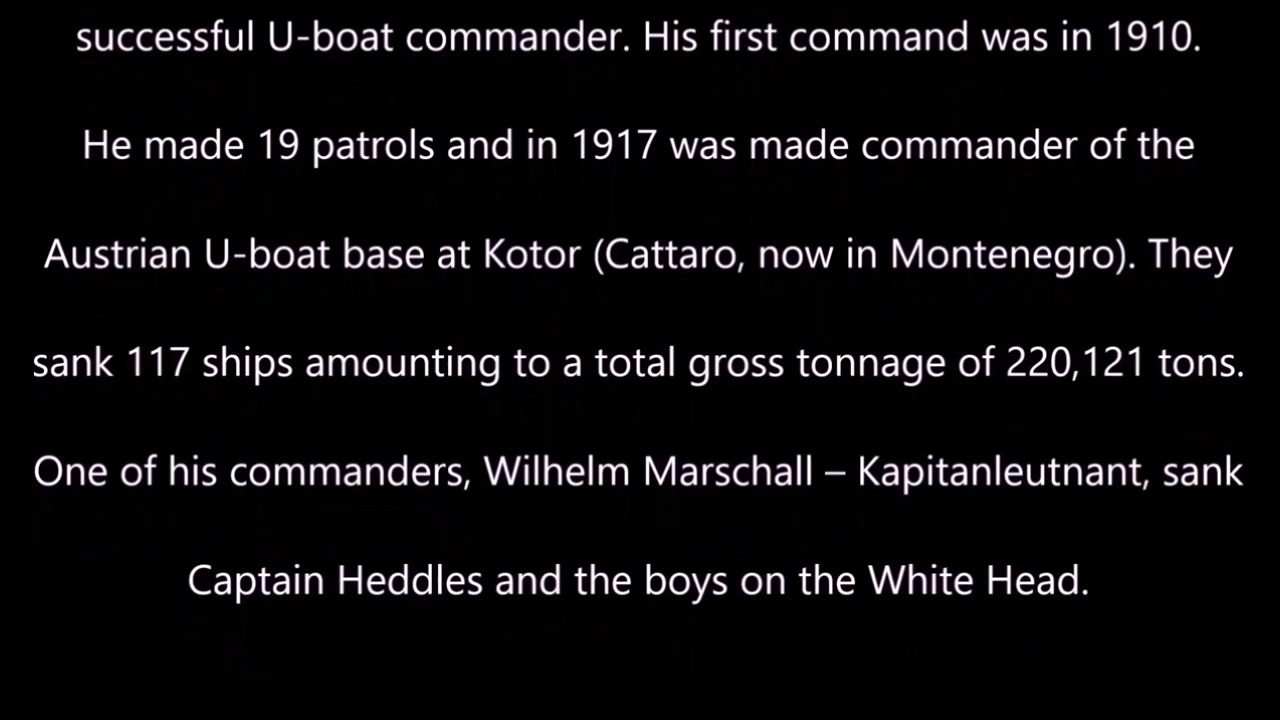 successful U-boat commander. His first command was in 1910.
He made 19 patrols and in 1917 was made commander of the
Austrian U-boat base at Kotor (Cattaro, now in Montenegro). They
sank 117 ships amounting to a total gross tonnage of 220,121 tons.
One of his commanders, Wilhelm Marschall – Kapitanleutnant, sank
Captain Heddles and the boys on the White Head.